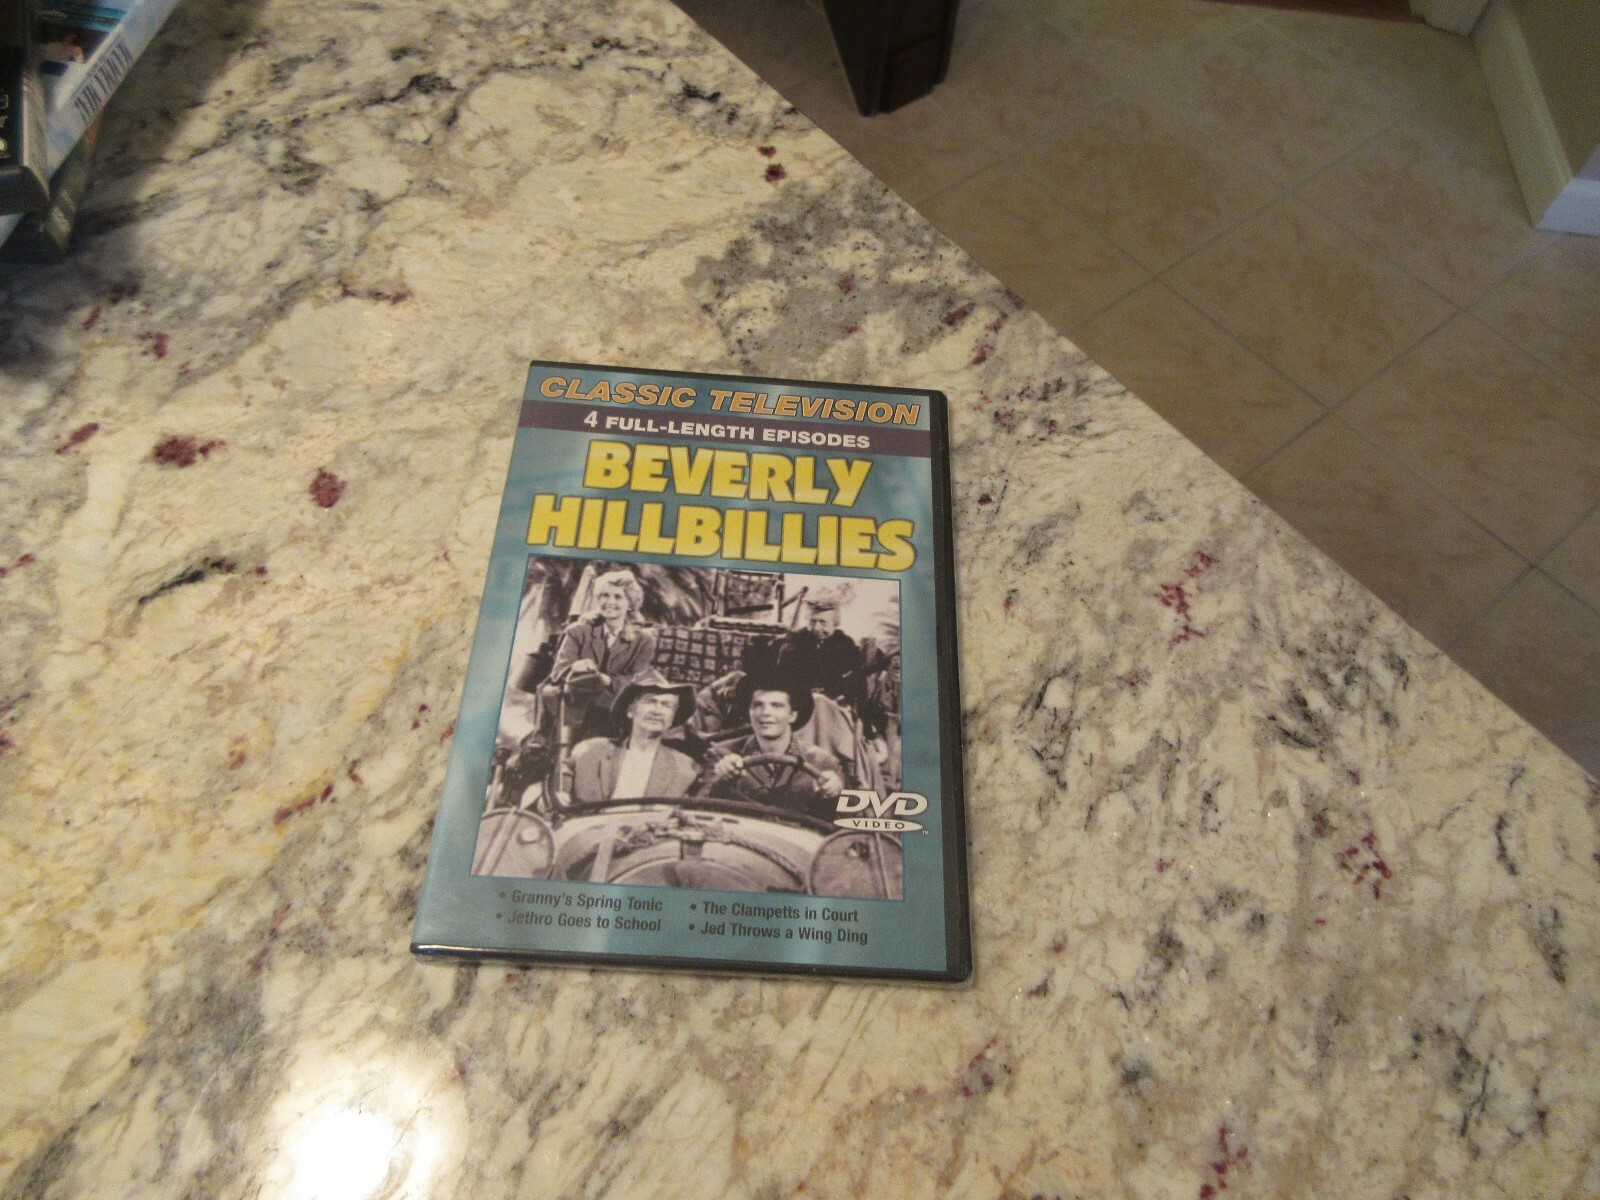 CLASSIC TELEVISION
4 FULL-LENGTH EPISODES
BEVERLY
HILLBILLIES
DVD
VIDEO
TM
• Granny's Spring Tonic
• Jethro Goes to School
• The Clampetts in Court
• Jed Throws a Wing Ding